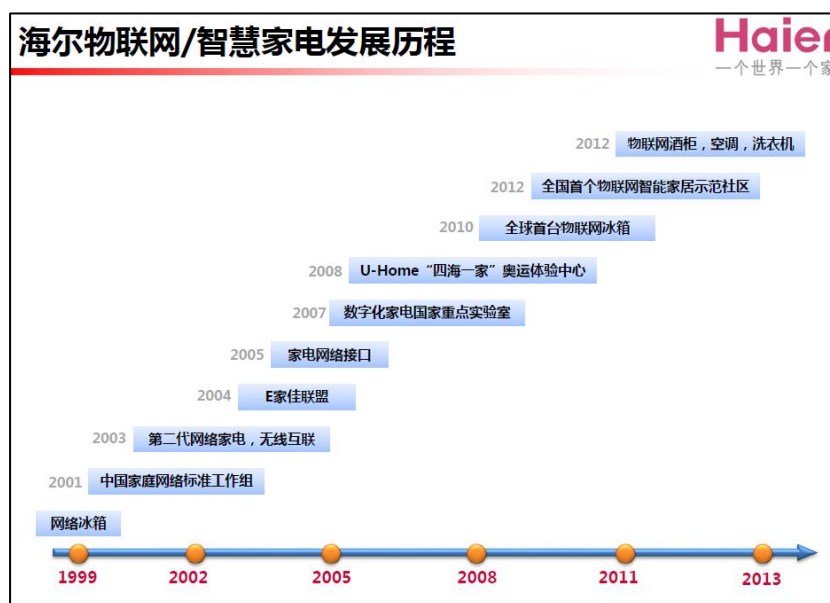 海尔物联网/智慧家电发展历程
Haier
一个世界一个家
2012 物联网酒柜，空调，洗衣机
2012 全国首个物联网智能家居示范社区
2010 全球首台物联网冰箱
2008 U-Home“四海一家”奥运体验中心
2007 数字化家电国家重点实验室
2005 家电网络接口
2004 E家佳联盟
2003 第二代网络家电，无线互联
2001 中国家庭网络标准工作组
网络冰箱
1999 2002 2005 2008 2011 2013